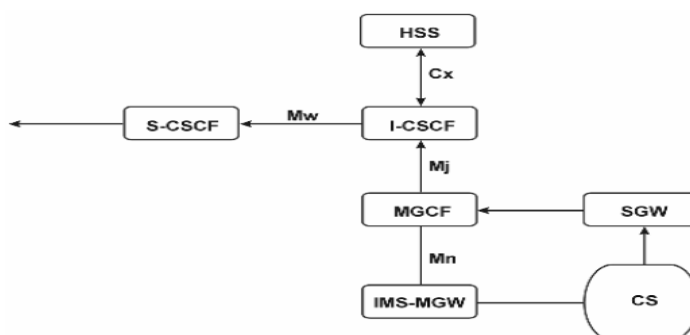 HSS
Cx
S-CSCF
Mw
I-CSCF
Mj
MGCF
SGW
Mn
IMS-MGW
CS